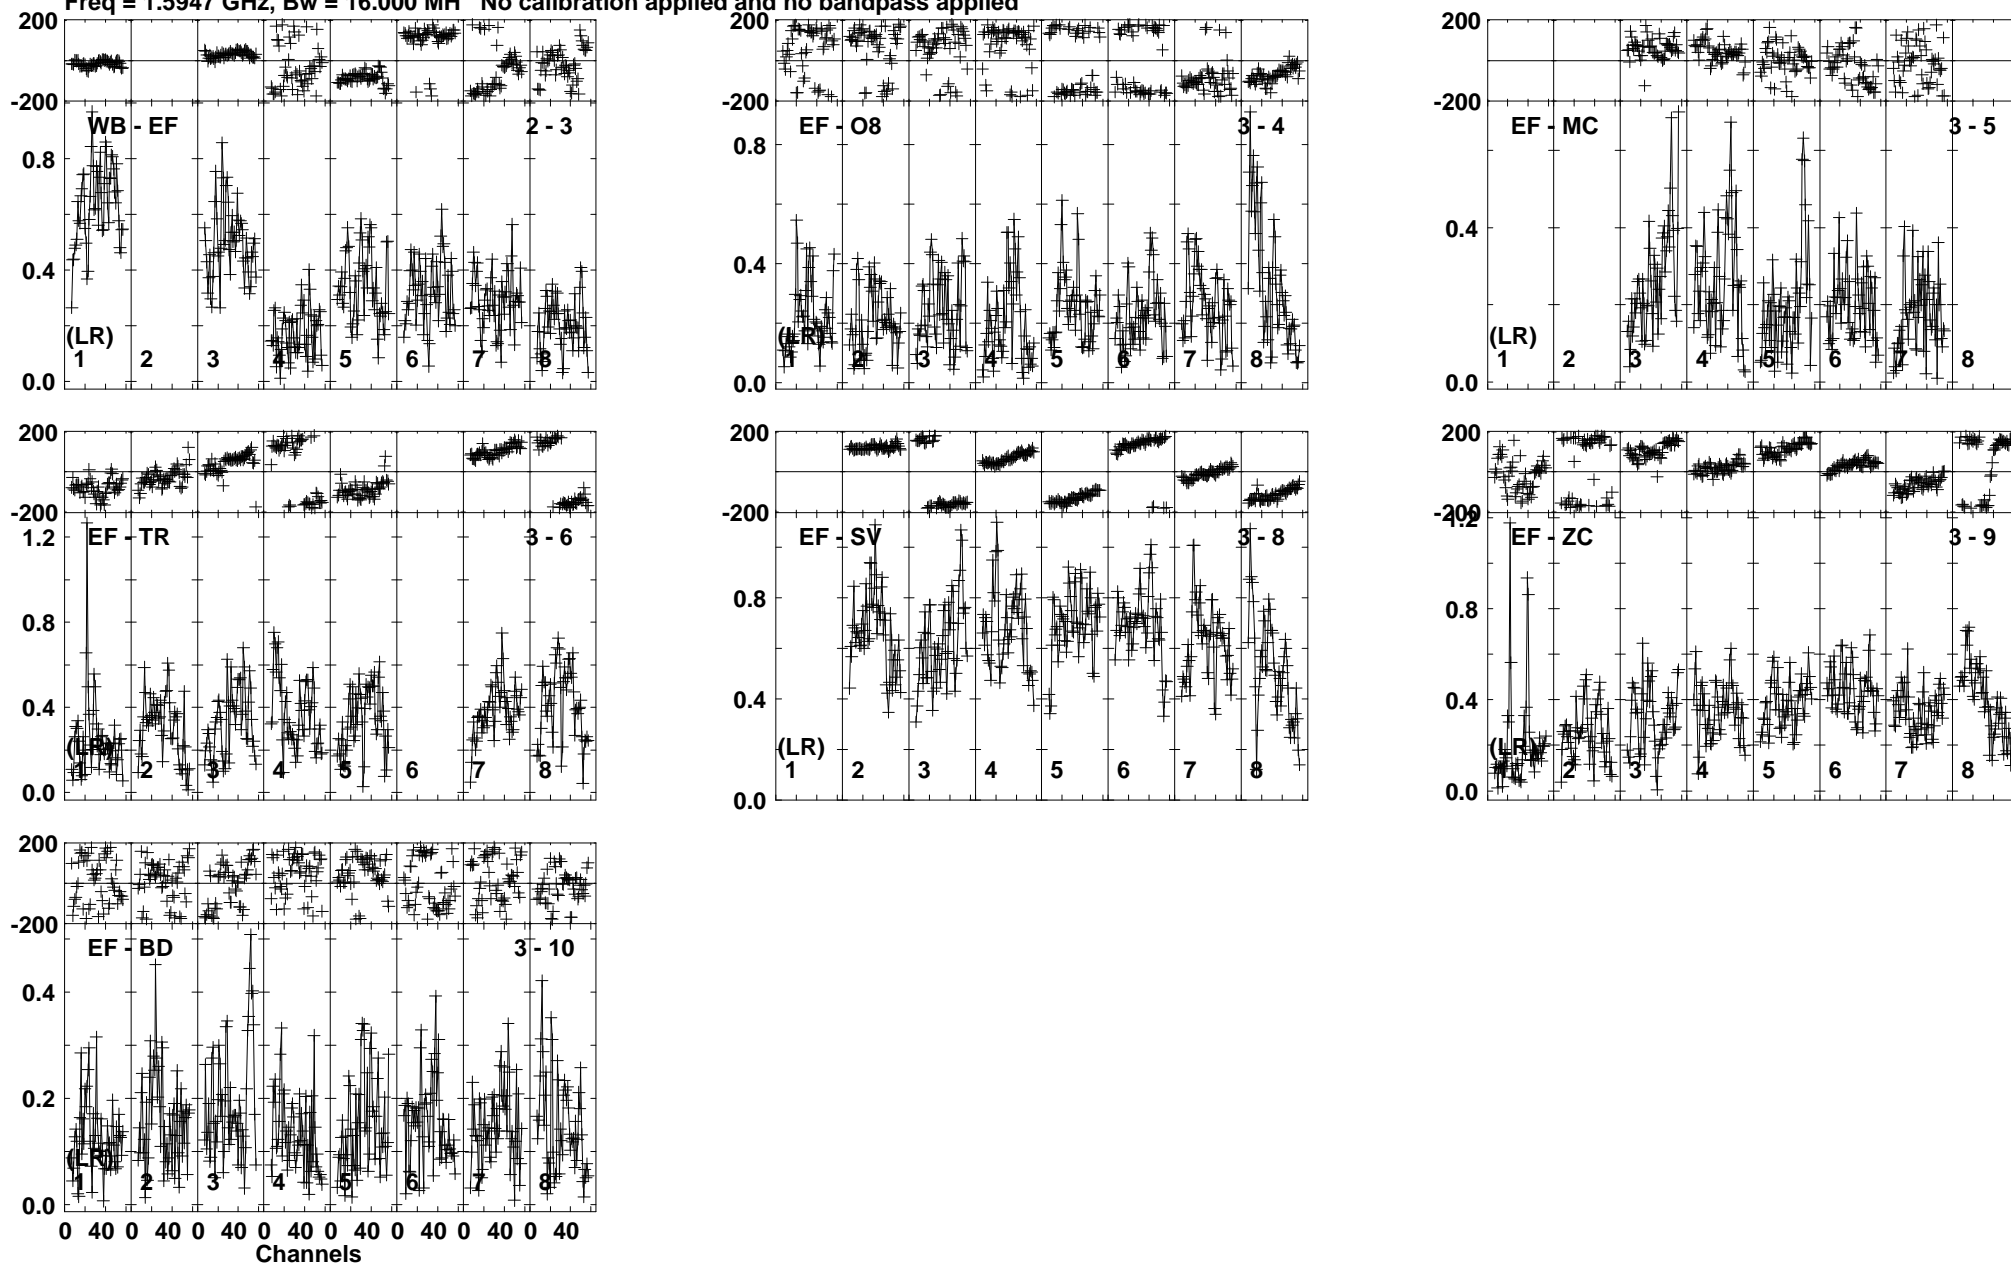 Freq = 1.5947 GHz, Bw = 16.000 MH No calibration applied and no bandpass applied
200 200 200
-200 -200 -200
WB - EF 2 - 3 EF - O8 3 - 4 EF - MC 3 - 5
0.8 0.8
0.4 0.4 0.4
(LR) (LR) (LR)
1 2 3 4 5 6 7 8 1 2 3 4 5 6 7 8 1 2 3 4 5 6 7 8
0.0 0.0 0.0
200 200 200
-200 -200 -200
1.2 1.2
EF - TR 3 - 6 EF - SV 3 - 8 EF - ZC 3 - 9
0.8 0.8 0.8
0.4 0.4 0.4
(LR) (LR) (LR)
1 2 3 4 5 6 7 8 1 2 3 4 5 6 7 8 1 2 3 4 5 6 7 8
0.0 0.0 0.0
200
-200
EF - BD 3 - 10
0.4
0.2
(LR)
1 2 3 4 5 6 7 8
0.0
0 40 0 40 0 40 0 40 0 40 0 40 0 40 0 40
Channels